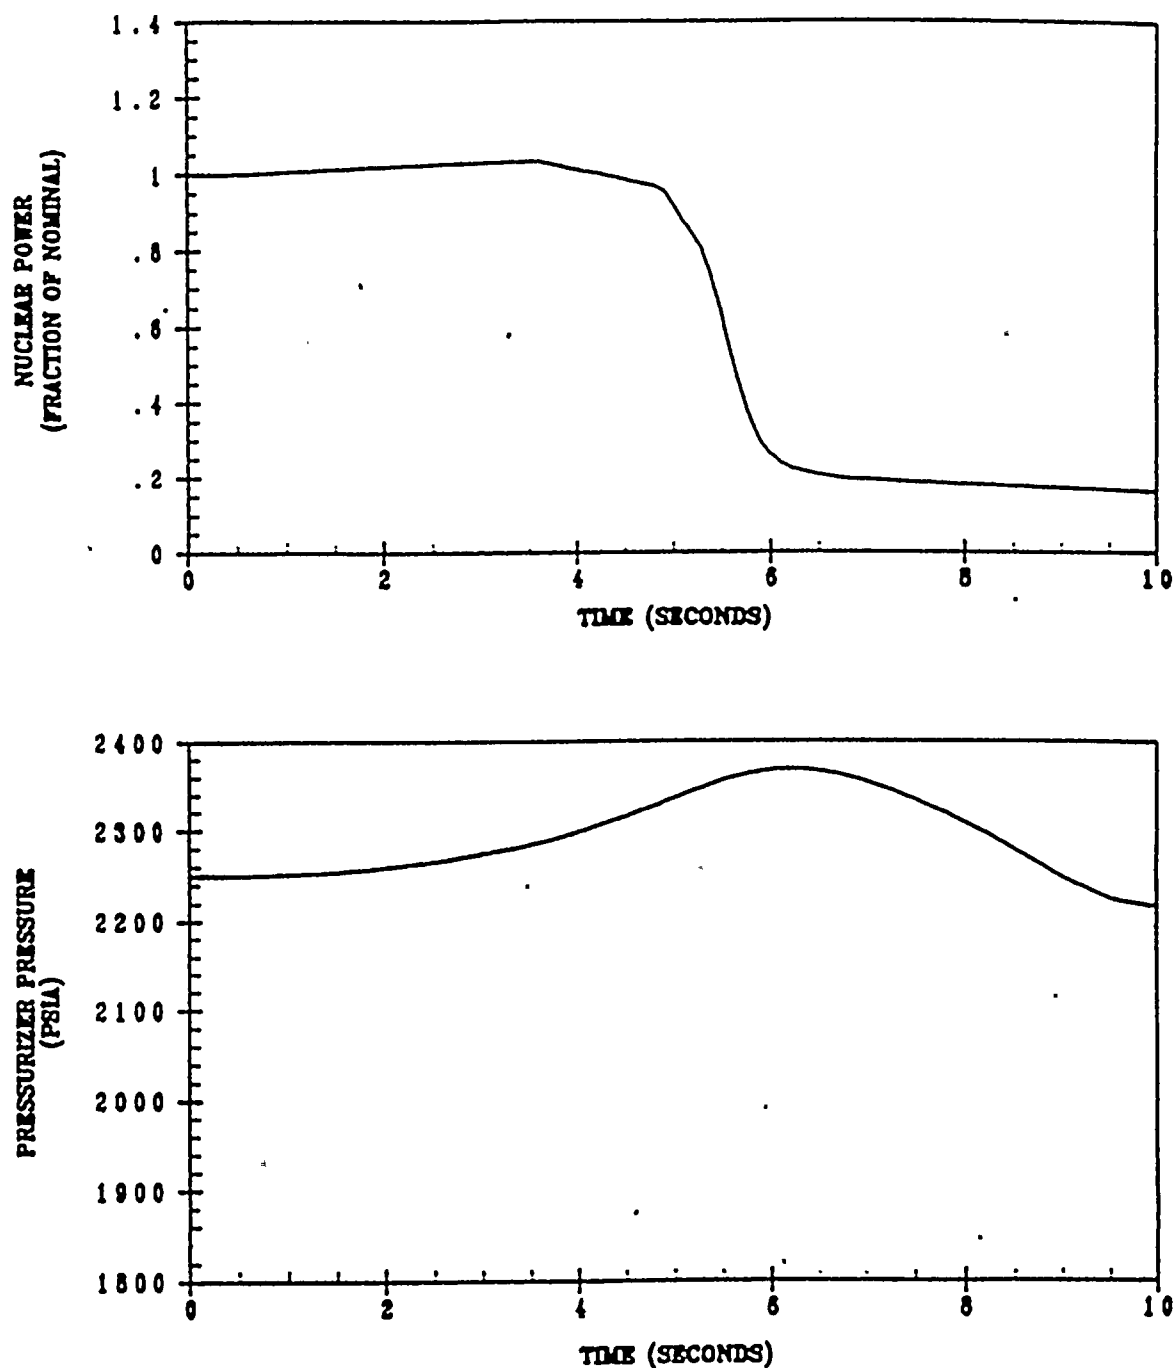 1.4
1.2
1
.8
.6
.4
.2
0
NUCLEAR POWER
(FRACTION OF NOMINAL)
0 2 4 6 8 10
TIME (SECONDS)
2400
2300
2200
2100
2000
1900
1800
PRESSURIZER PRESSURE
(PSIA)
0 2 4 6 8 10
TIME (SECONDS)